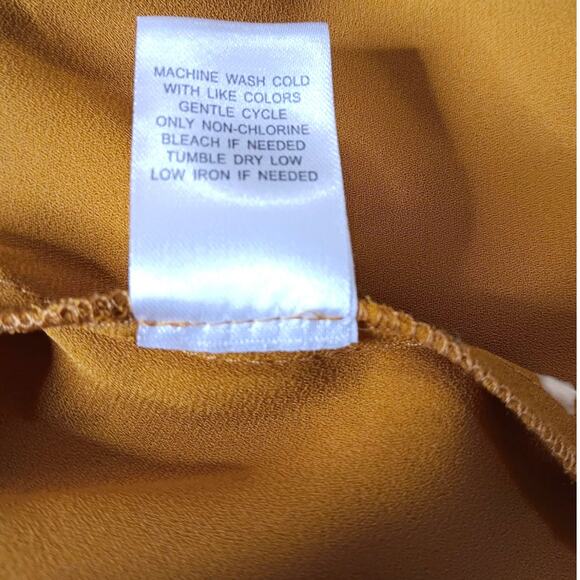 MACHINE WASH COLD
WITH LIKE COLORS
GENTLE CYCLE
ONLY NON-CHLORINE
BLEACH IF NEEDED
TUMBLE DRY LOW
LOW IRON IF NEEDED